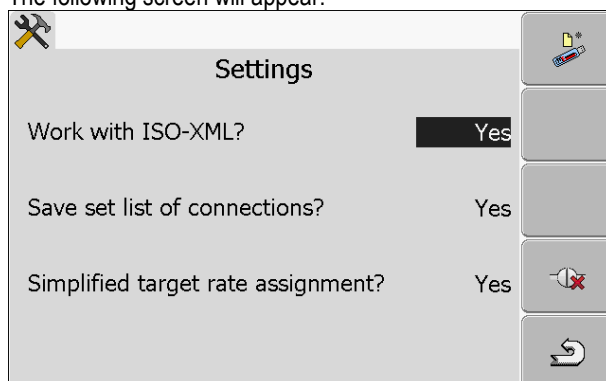 The following screen will appear:
Settings
Work with ISO-XML? Yes
Save set list of connections? Yes
Simplified target rate assignment? Yes